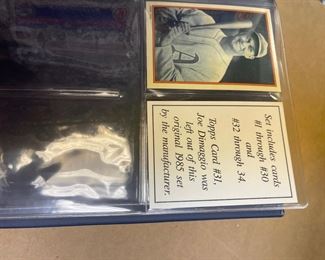 A
Set includes cards
#1 through #30
and
#32 through 34.
Topps Card #31,
Joe Dimaggio was
left out of this
original 1985 set
by the manufacturer.